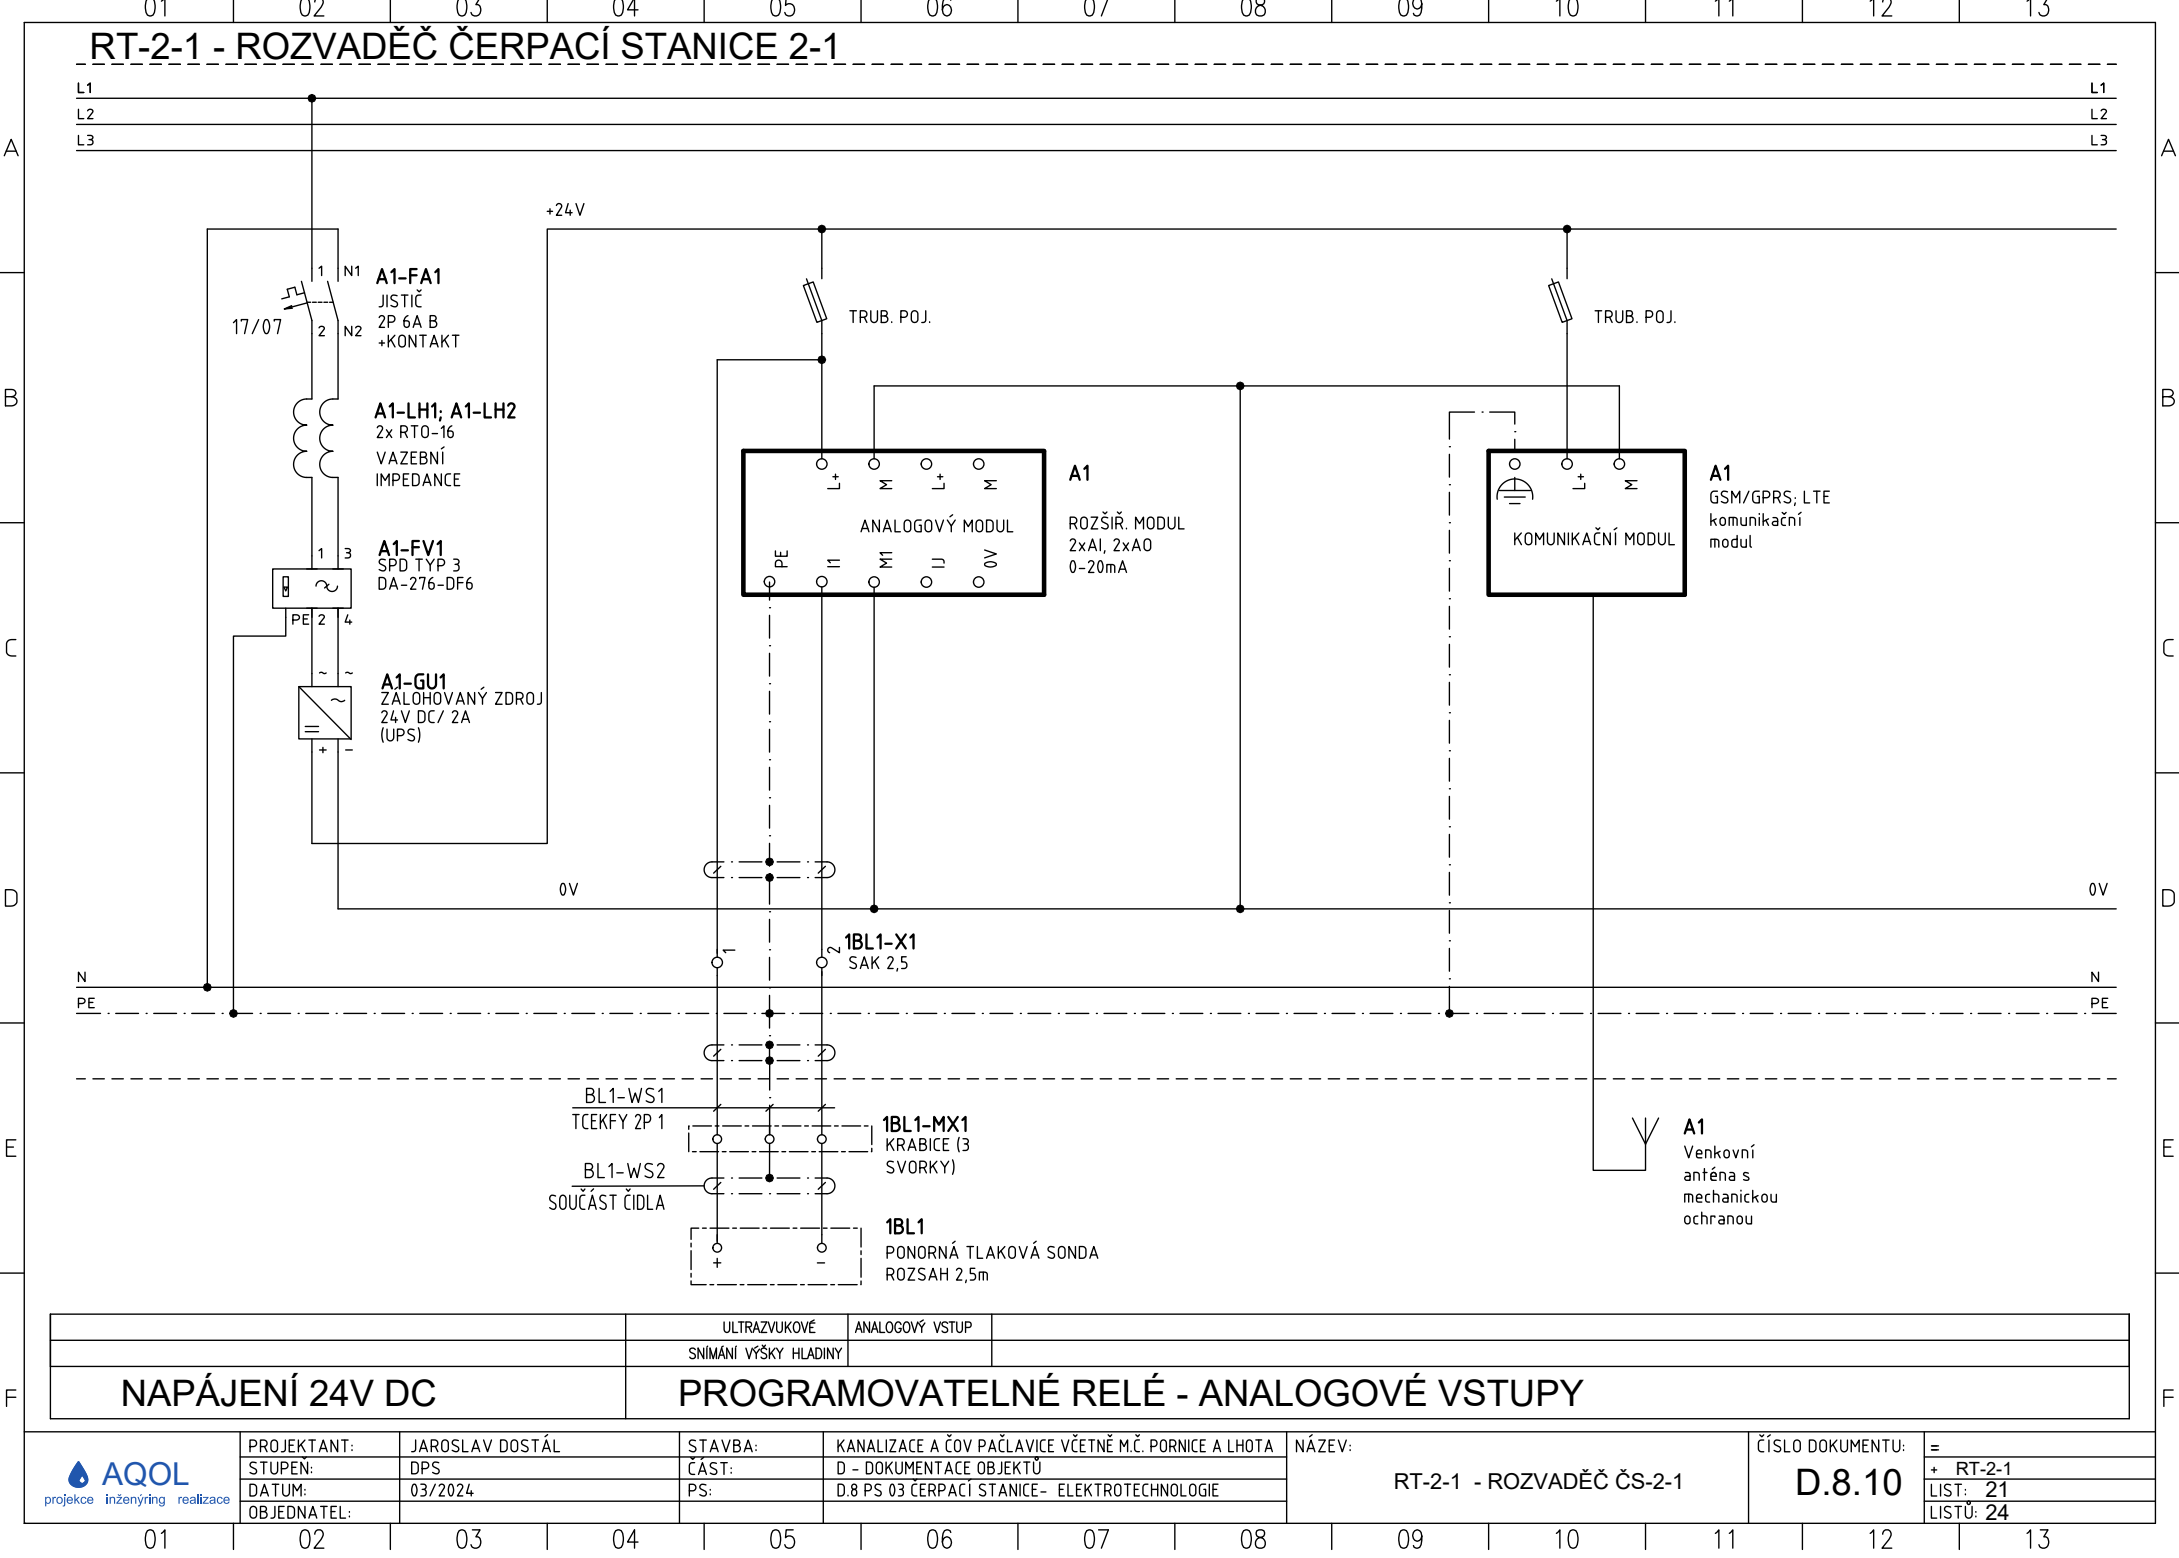 01 02 03 04 05 06 07 08 09 10 11 12 13
RT-2-1 - ROZVADĚČ ČERPACÍ STANICE 2-1
L1 L1
L2 L2
L3 L3
A A
+24V
1 N1
A1-FA1
JISTIČ
2P 6A B
+KONTAKT
17/07
2 N2
TRUB. POJ.
TRUB. POJ.
B B
A1-LH1; A1-LH2
2x RTO-16
VAZEBNÍ
IMPEDANCE
L+ M L+ M
A1
ANALOGOVÝ MODUL
ROZŠIŘ. MODUL
2xAI, 2xAO
0-20mA
PE I1 M1 IJ 0V
L+ M
A1
GSM/GPRS; LTE
komunikační
modul
KOMUNIKAČNÍ MODUL
1 3
A1-FV1
SPD TYP 3
DA-276-DF6
PE 2 4
C C
~ ~
A1-GU1
ZÁLOHOVANÝ ZDROJ
24V DC/ 2A
(UPS)
~
=
+ -
D D
0V 0V
1 2
1BL1-X1
SAK 2,5
N N
PE PE
BL1-WS1
TCEKFY 2P 1
1BL1-MX1
KRABICE (3
SVORKY)
E E
BL1-WS2
SOUČÁST ČIDLA
1BL1
PONORNÁ TLAKOVÁ SONDA
ROZSAH 2,5m
+ -
A1
Venkovní
anténa s
mechanickou
ochranou
ULTRAZVUKOVÉ ANALOGOVÝ VSTUP
SNÍMÁNÍ VÝŠKY HLADINY
F F
NAPÁJENÍ 24V DC PROGRAMOVATELNÉ RELÉ - ANALOGOVÉ VSTUPY
AQOL
projekce inženýring realizace
PROJEKTANT: JAROSLAV DOSTÁL
STUPEŇ: DPS
DATUM: 03/2024
OBJEDNATEL:
STAVBA: KANALIZACE A ČOV PAČLAVICE VČETNĚ M.Č. PORNICE A LHOTA
ČÁST: D - DOKUMENTACE OBJEKTŮ
PS: D.8 PS 03 ČERPACÍ STANICE- ELEKTROTECHNOLOGIE
NÁZEV:
RT-2-1 - ROZVADĚČ ČS-2-1
ČÍSLO DOKUMENTU:
D.8.10
=
+ RT-2-1
LIST: 21
LISTŮ: 24
01 02 03 04 05 06 07 08 09 10 11 12 13